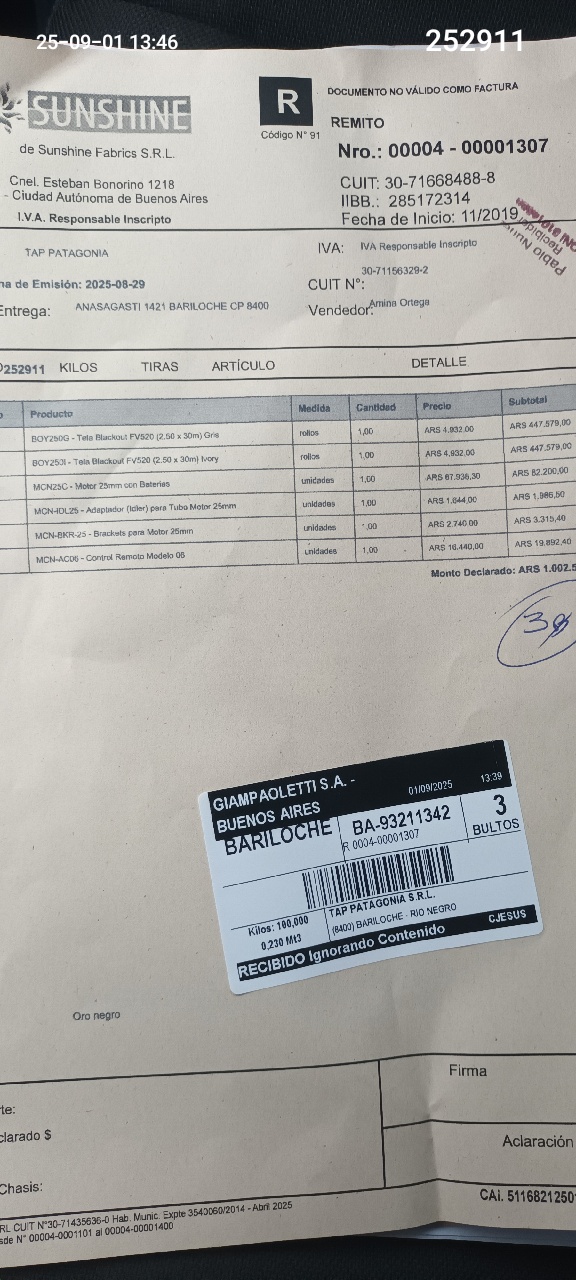 25-09-01 13:46
252911
SUNSHINE
de Sunshine Fabrics S.R.L.
Cnel. Esteban Bonorino 1218
- Ciudad Autónoma de Buenos Aires
I.V.A. Responsable Inscripto
R
Código N° 91
DOCUMENTO NO VÁLIDO COMO FACTURA
REMITO
Nro.: 00004 - 00001307
CUIT: 30-71668488-8
IIBB.: 285172314
Fecha de Inicio: 11/2019
Pablo
TAP PATAGONIA
IVA: IVA Responsable Inscripto
30-71156329-2
CUIT N°:
na de Emisión: 2025-08-29
Entrega: ANASAGASTI 1421 BARILOCHE CP 8400
Vendedor: Amina Ortega
252911 KILOS TIRAS ARTÍCULO DETALLE
Producto Medida Cantidad Precio Subtotal
BOY250G - Tela Blackout FV520 (2.50 x 30m) Gris rollos 1,00 ARS 4.932,00 ARS 447.579,00
BOY253I - Tela Blackout FV520 (2.50 x 30m) Ivory rollos 1,00 ARS 4.932,00 ARS 447.579,00
MCN25C - Motor 25mm con Baterias unidades 1,00 ARS 67.936,30 ARS 82.200,00
MCN-IDL25 - Adaptador (Idler) para Tubo Motor 25mm unidades 1,00 ARS 1.644,00 ARS 1.986,50
MCN-BKR-25 - Brackets para Motor 25mm unidades 1,00 ARS 2.740,00 ARS 3.315,40
MCN-AC06 - Control Remoto Modelo 06 unidades 1,00 ARS 16.440,00 ARS 19.892,40
Monto Declarado: ARS 1.002.5
GIAMPAOLETTI S.A. -
BUENOS AIRES
01/09/2025 13:39
BARILOCHE
BA-93211342
R 0004-00001307
3
BULTOS
Kilos: 100,000
0,230 Mt3
TAP PATAGONIA S.R.L.
(8400) BARILOCHE - RIO NEGRO
RECIBIDO Ignorando Contenido CJESUS
Oro negro
Firma
rte:
clarado $
Aclaración
Chasis:
CAi. 5116821250
RL CUIT N°30-71435636-0 Hab. Munic. Expte 3540060/2014 - Abril 2025
sde N° 00004-0001101 al 00004-00001400